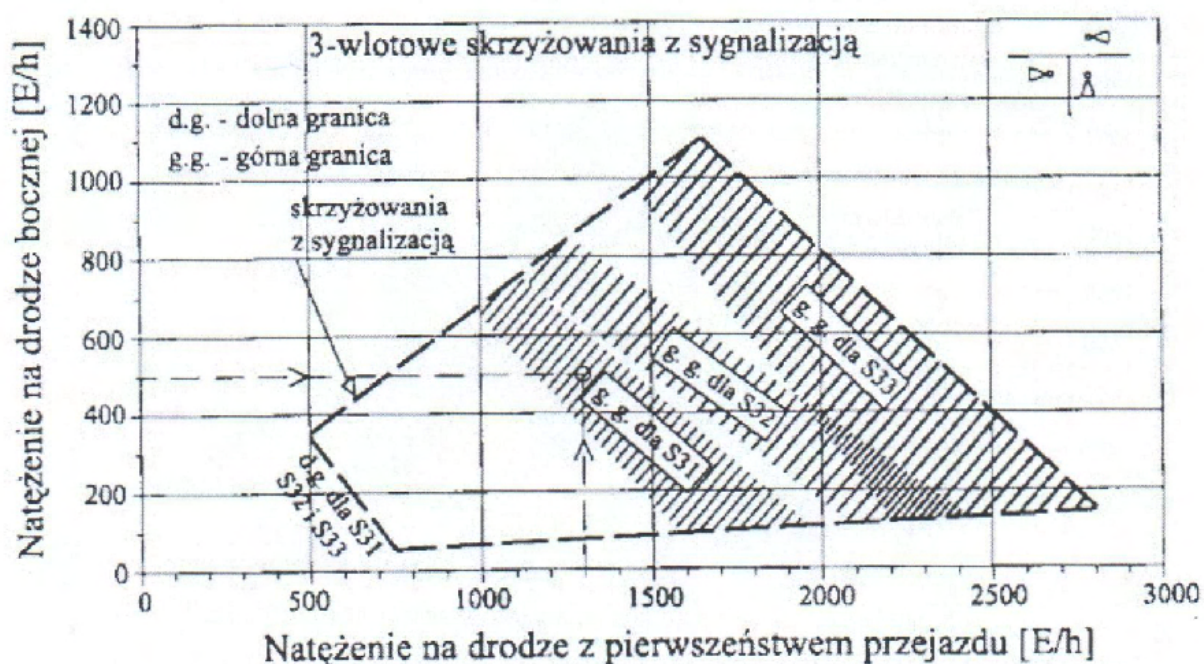 3-wlotowe skrzyżowania z sygnalizacją
d.g. - dolna granica
g.g. - górna granica
skrzyżowania
z sygnalizacją
g. g. dla S33
g. g. dla S32
g. g. dla S31
d.g. dla S31
S32 i S33
Natężenie na drodze bocznej [E/h]
1400
1200
1000
800
600
400
200
0
0
500
1000
1500
2000
2500
3000
Natężenie na drodze z pierwszeństwem przejazdu [E/h]